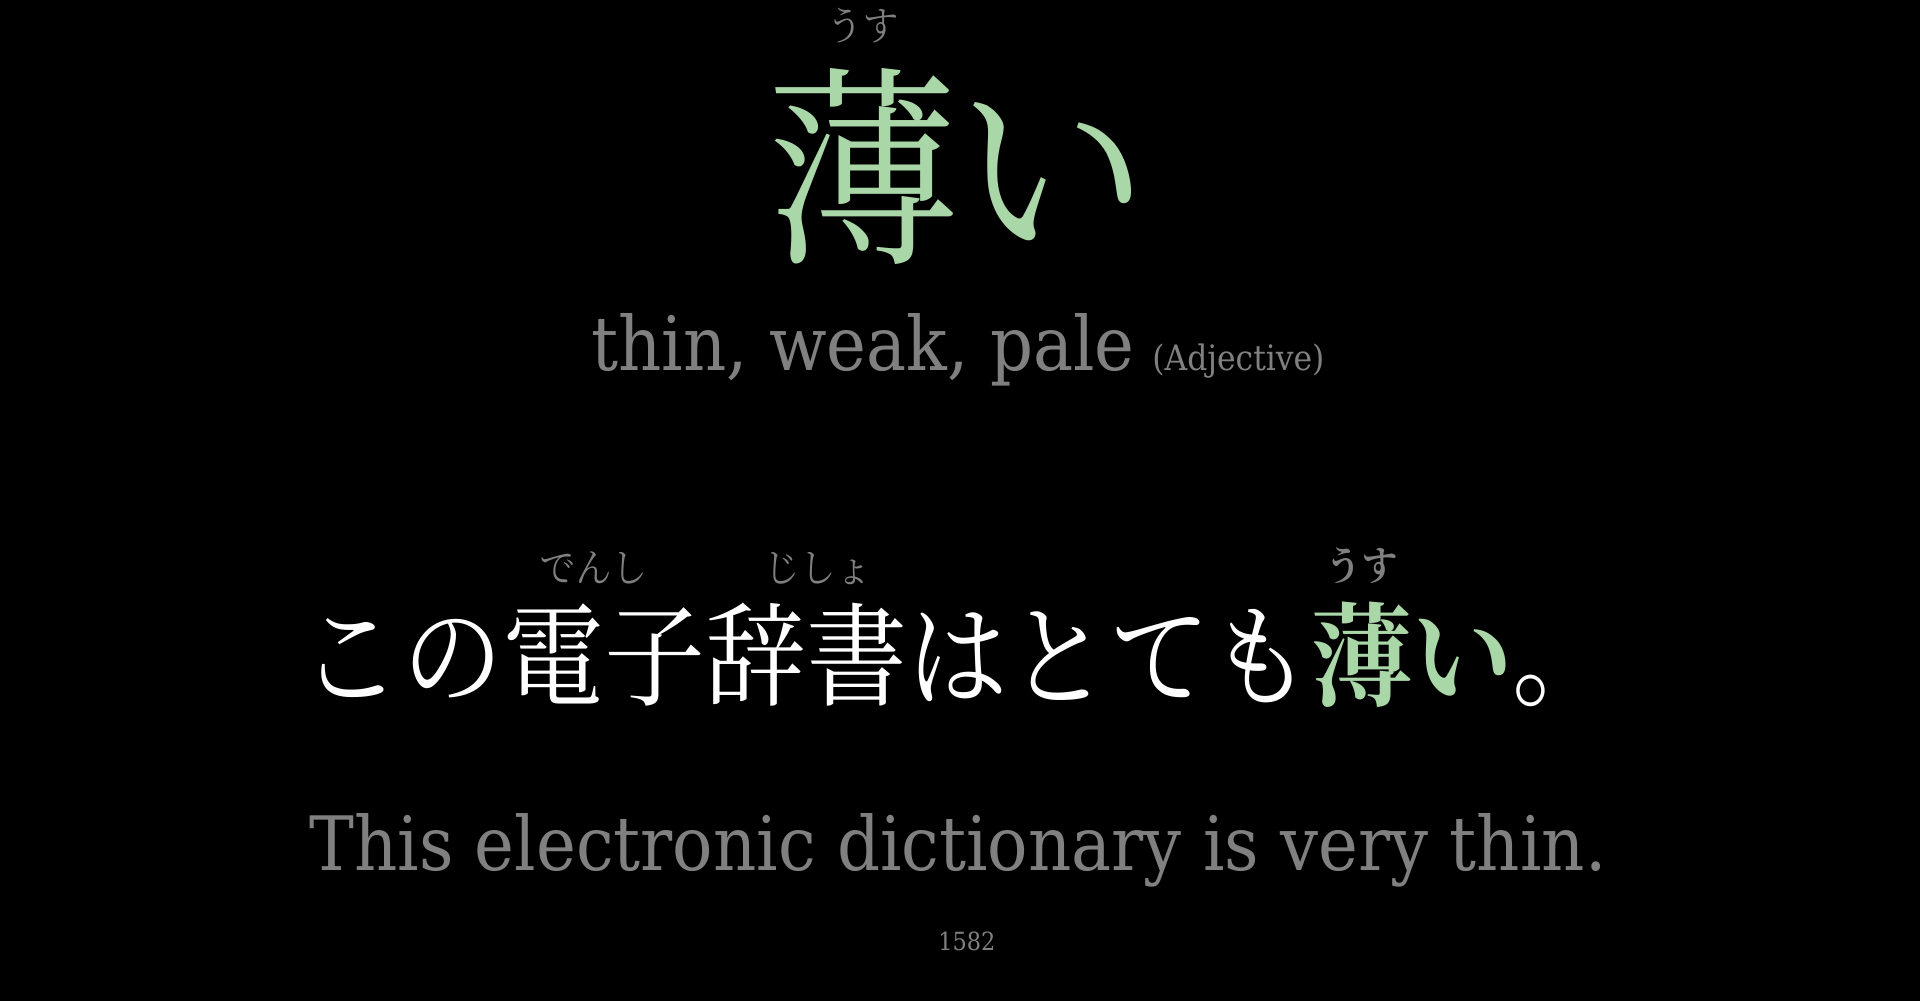 うす
薄い
thin, weak, pale (Adjective)
でんし じしょ うす
この電子辞書はとても薄い。
This electronic dictionary is very thin.
1582